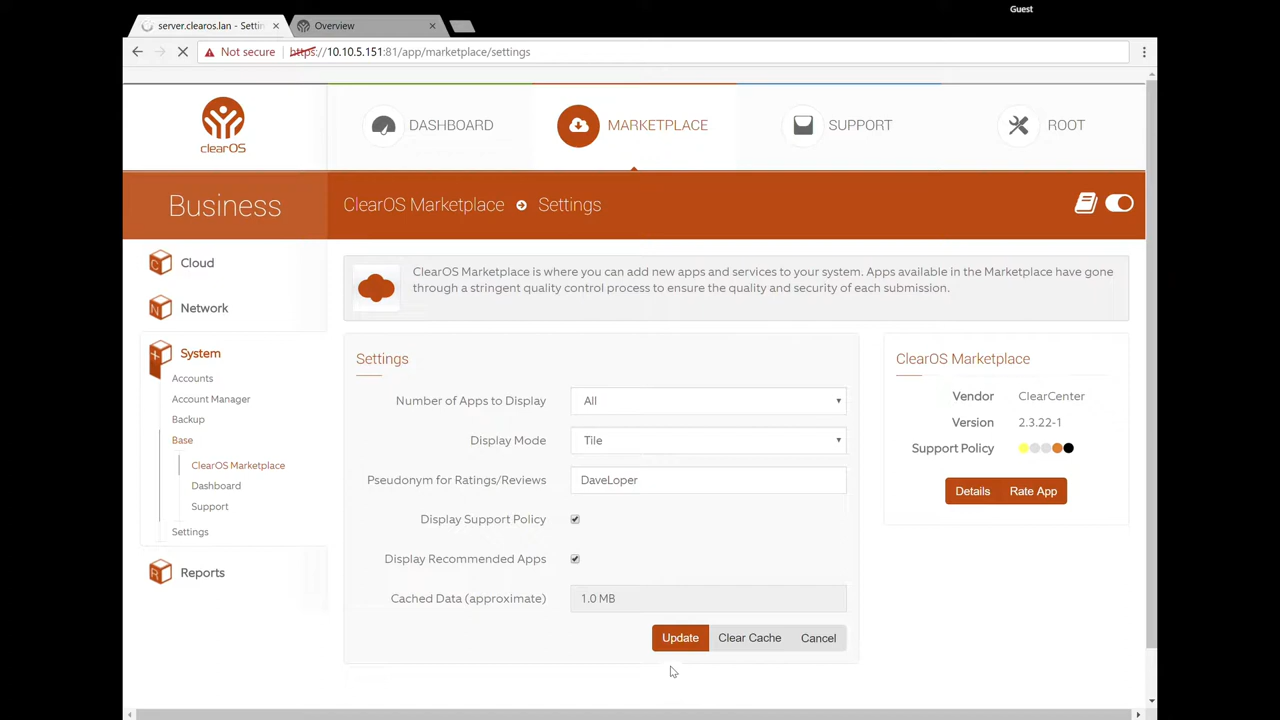 Guest
server.clearos.lan - Settin
Overview
Not secure https://10.10.5.151:81/app/marketplace/settings
clearOS
DASHBOARD
MARKETPLACE
SUPPORT
ROOT
Business
ClearOS Marketplace Settings
Cloud
Network
System
Accounts
Account Manager
Backup
Base
ClearOS Marketplace
Dashboard
Support
Settings
Reports
ClearOS Marketplace is where you can add new apps and services to your system. Apps available in the Marketplace have gone
through a stringent quality control process to ensure the quality and security of each submission.
Settings
Number of Apps to Display All
Display Mode Tile
Pseudonym for Ratings/Reviews DaveLoper
Display Support Policy
Display Recommended Apps
Cached Data (approximate) 1.0 MB
Update Clear Cache Cancel
ClearOS Marketplace
Vendor ClearCenter
Version 2.3.22-1
Support Policy
Details Rate App